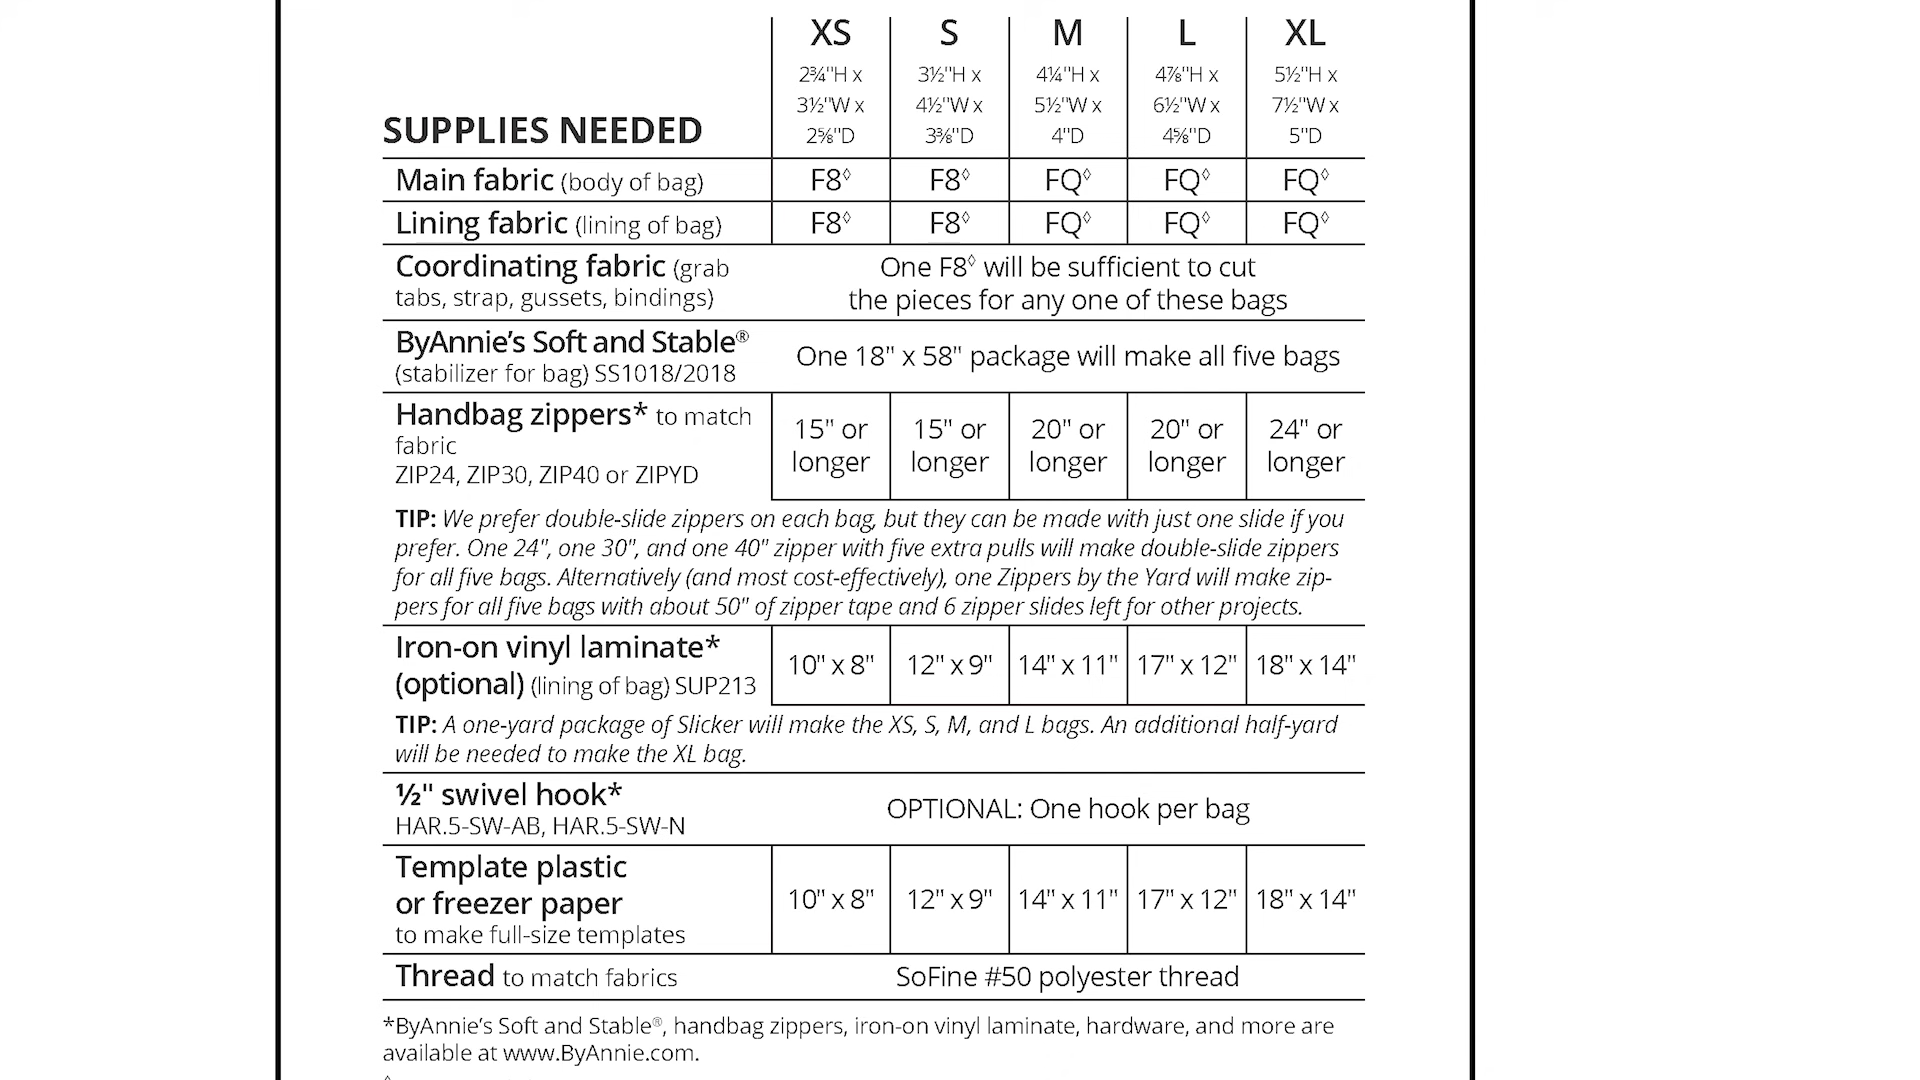 XS S M L XL
2¾"H x 3½"H x 4¼"H x 4⅞"H x 5½"H x
3½"W x 4½"W x 5½"W x 6½"W x 7½"W x
SUPPLIES NEEDED 2⅝"D 3⅜"D 4"D 4⅝"D 5"D
Main fabric (body of bag) F8◊ F8◊ FQ◊ FQ◊ FQ◊
Lining fabric (lining of bag) F8◊ F8◊ FQ◊ FQ◊ FQ◊
Coordinating fabric (grab
tabs, strap, gussets, bindings)
One F8◊ will be sufficient to cut
the pieces for any one of these bags
ByAnnie's Soft and Stable®
(stabilizer for bag) SS1018/2018
One 18" x 58" package will make all five bags
Handbag zippers* to match
fabric
ZIP24, ZIP30, ZIP40 or ZIPYD
15" or 15" or 20" or 20" or 24" or
longer longer longer longer longer
TIP: We prefer double-slide zippers on each bag, but they can be made with just one slide if you
prefer. One 24", one 30", and one 40" zipper with five extra pulls will make double-slide zippers
for all five bags. Alternatively (and most cost-effectively), one Zippers by the Yard will make zip-
pers for all five bags with about 50" of zipper tape and 6 zipper slides left for other projects.
Iron-on vinyl laminate*
(optional) (lining of bag) SUP213
10" x 8" 12" x 9" 14" x 11" 17" x 12" 18" x 14"
TIP: A one-yard package of Slicker will make the XS, S, M, and L bags. An additional half-yard
will be needed to make the XL bag.
½" swivel hook*
HAR.5-SW-AB, HAR.5-SW-N
OPTIONAL: One hook per bag
Template plastic
or freezer paper
to make full-size templates
10" x 8" 12" x 9" 14" x 11" 17" x 12" 18" x 14"
Thread to match fabrics SoFine #50 polyester thread
*ByAnnie's Soft and Stable®, handbag zippers, iron-on vinyl laminate, hardware, and more are
available at www.ByAnnie.com.